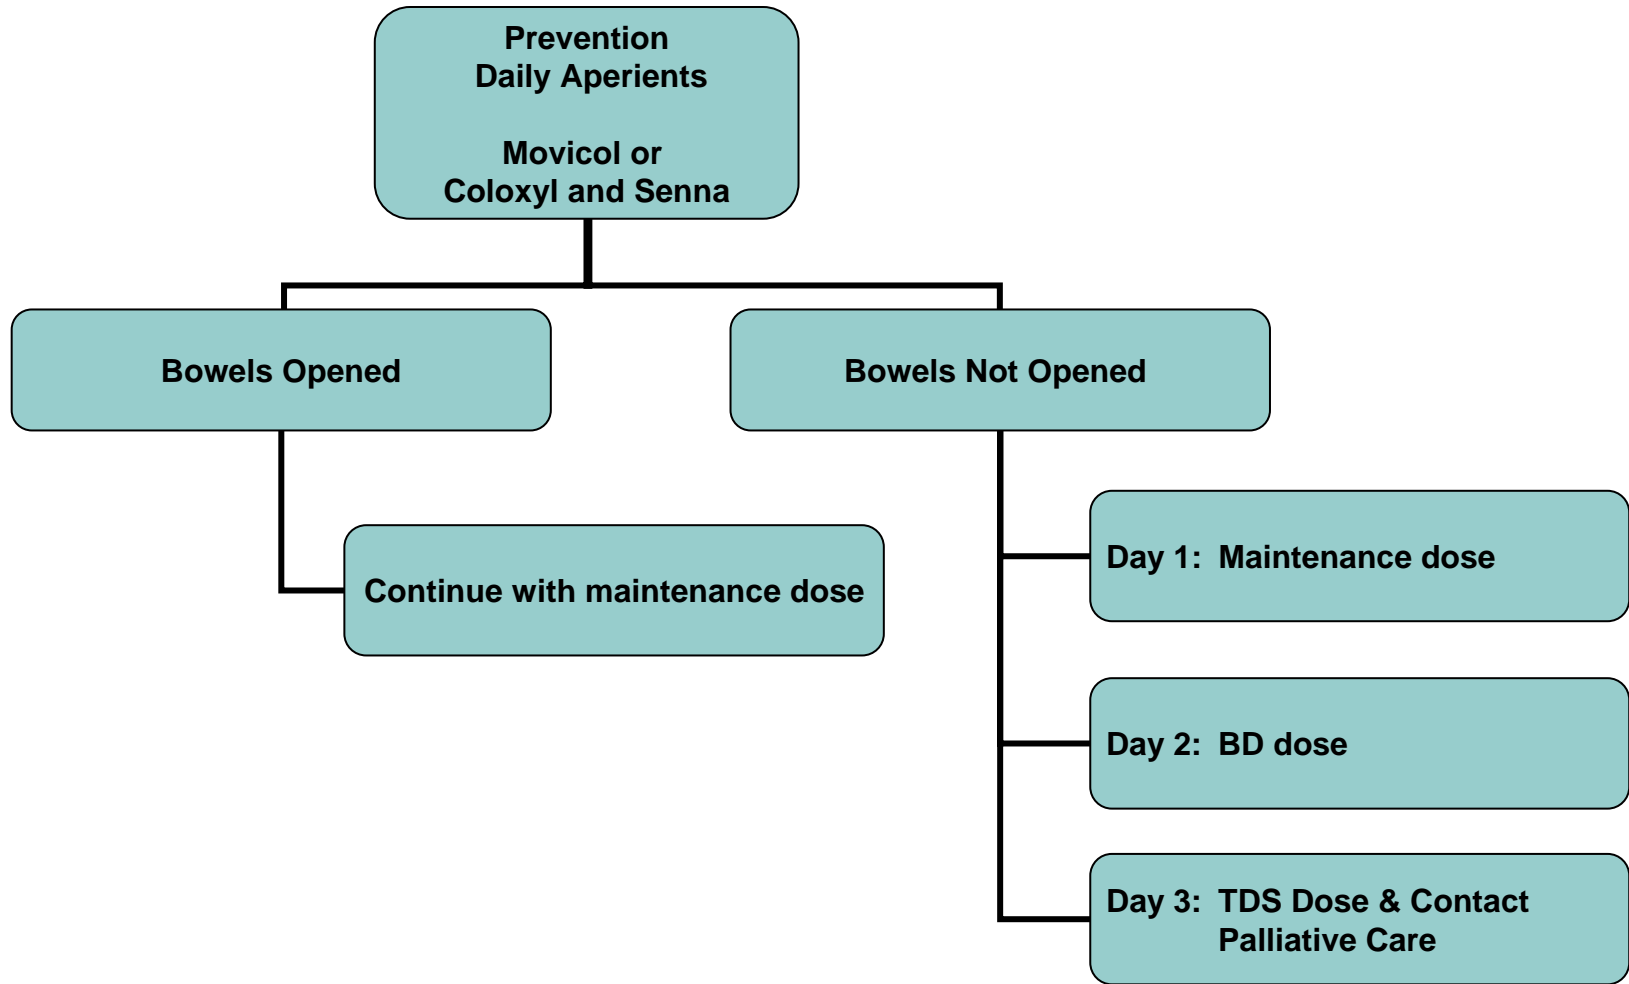 Prevention
Daily Aperients
Movicol or
Coloxyl and Senna
Bowels Opened
Bowels Not Opened
Continue with maintenance dose
Day 1: Maintenance dose
Day 2: BD dose
Day 3: TDS Dose & Contact
Palliative Care